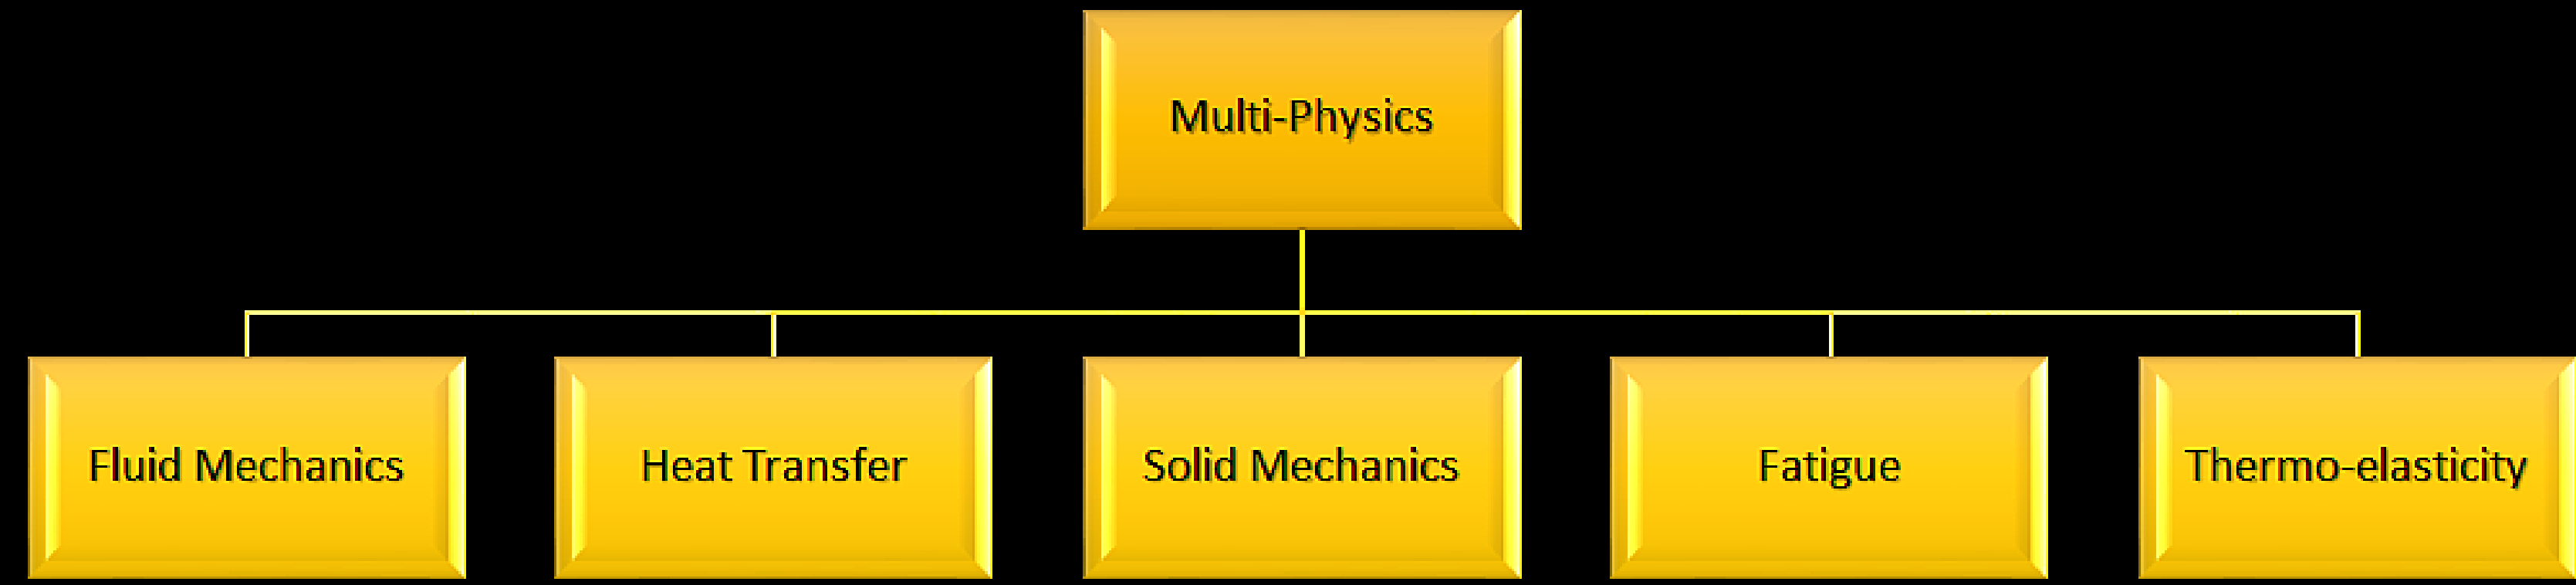 Multi-Physics
Fluid Mechanics
Heat Transfer
Solid Mechanics
Fatigue
Thermo-elasticity